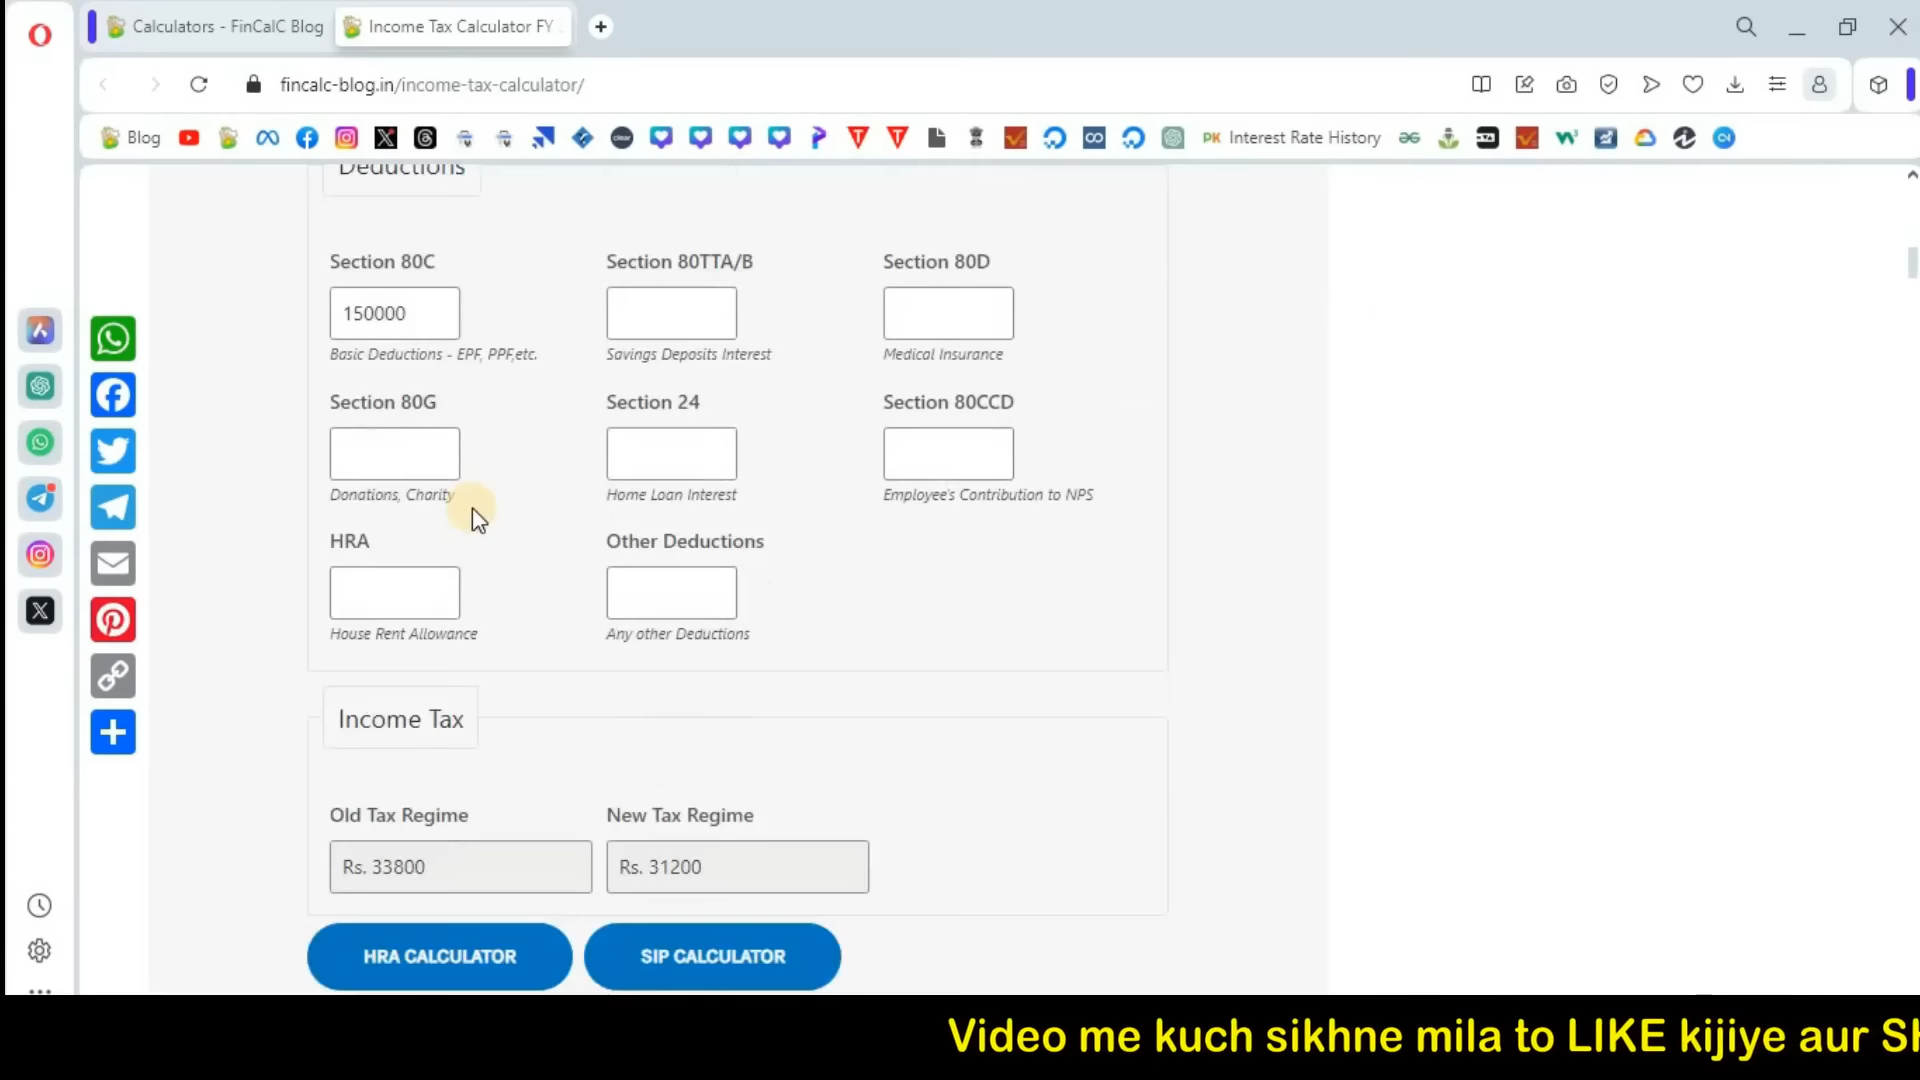 Calculators - FinCalC Blog
Income Tax Calculator FY
fincalc-blog.in/income-tax-calculator/
Blog
PK Interest Rate History
Deductions
Section 80C
Section 80TTA/B
Section 80D
150000
Basic Deductions - EPF, PPF,etc.
Savings Deposits Interest
Medical Insurance
Section 80G
Section 24
Section 80CCD
Donations, Charity
Home Loan Interest
Employee's Contribution to NPS
HRA
Other Deductions
House Rent Allowance
Any other Deductions
Income Tax
Old Tax Regime
New Tax Regime
Rs. 33800
Rs. 31200
HRA CALCULATOR
SIP CALCULATOR
Video me kuch sikhne mila to LIKE kijiye aur